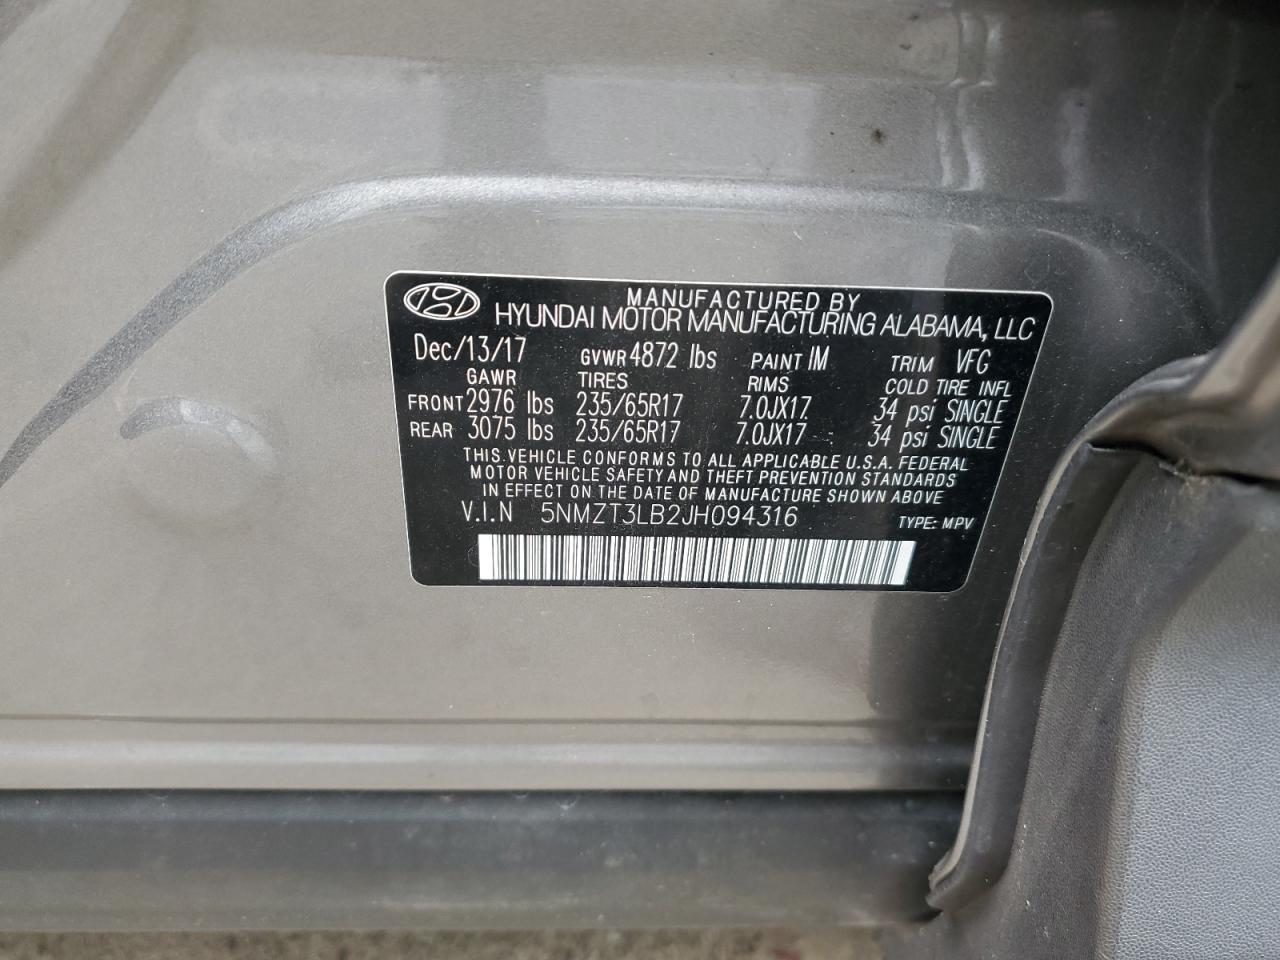 MANUFACTURED BY
HYUNDAI MOTOR MANUFACTURING ALABAMA, LLC
Dec/13/17 GVWR 4872 lbs PAINT IM TRIM VFG
GAWR TIRES RIMS COLD TIRE INFL
FRONT 2976 lbs 235/65R17 7.0JX17 34 psi SINGLE
REAR 3075 lbs 235/65R17 7.0JX17 34 psi SINGLE
THIS VEHICLE CONFORMS TO ALL APPLICABLE U.S.A. FEDERAL
MOTOR VEHICLE SAFETY AND THEFT PREVENTION STANDARDS
IN EFFECT ON THE DATE OF MANUFACTURE SHOWN ABOVE
V.I.N 5NMZT3LB2JH094316 TYPE: MPV